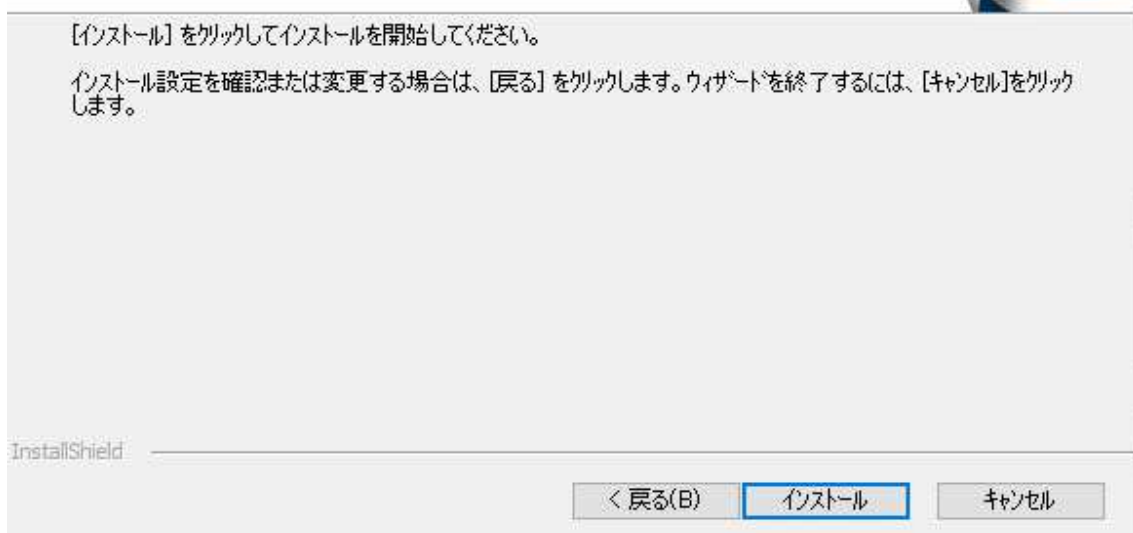 [インストール] をクリックしてインストールを開始してください。
インストール設定を確認または変更する場合は、[戻る] をクリックします。ウィザードを終了するには、[キャンセル]をクリック
します。
InstallShield
< 戻る(B)
インストール
キャンセル